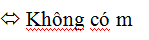 ⇔ Không có m